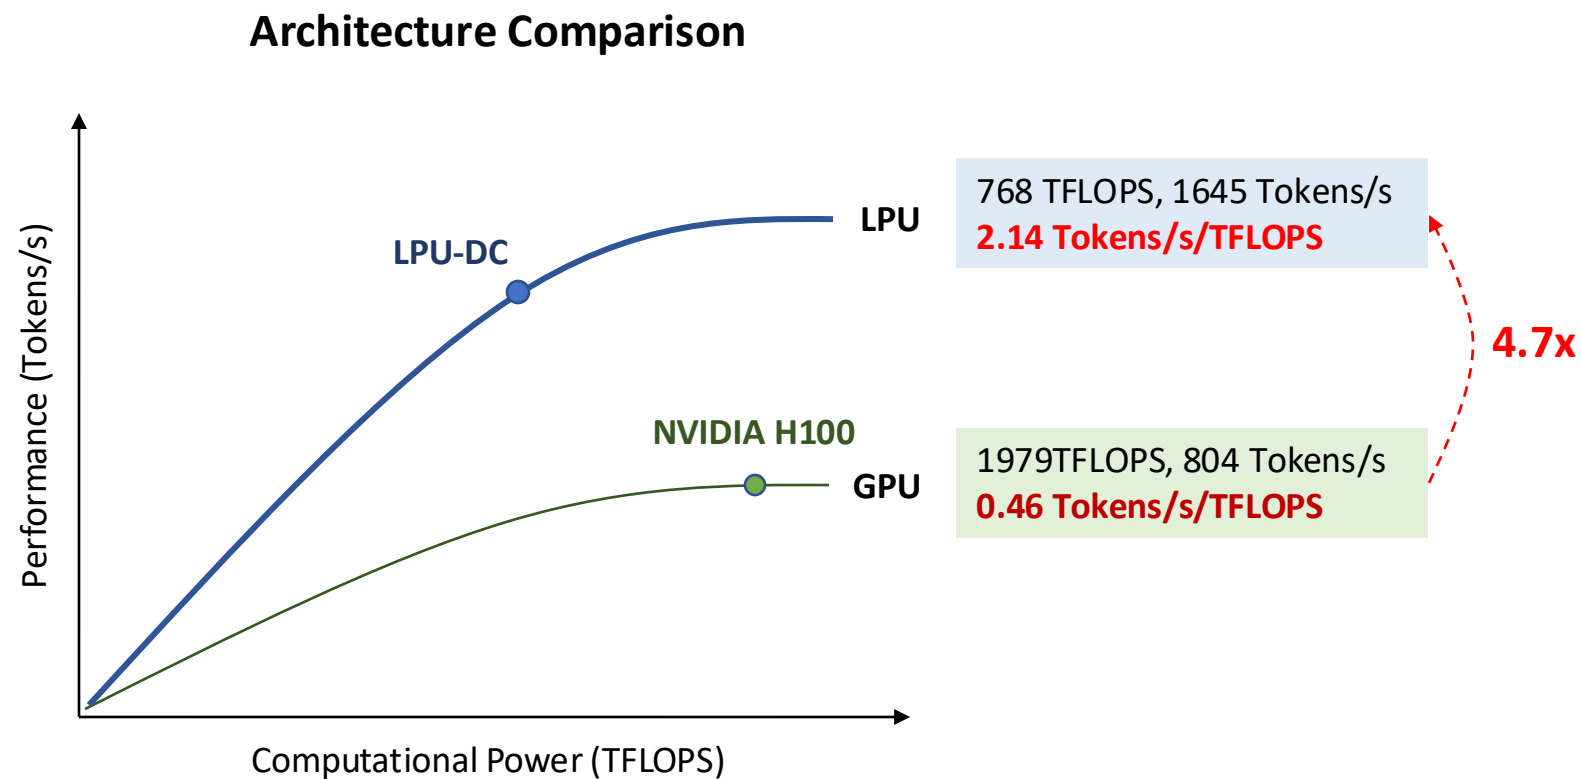 Architecture Comparison
Performance (Tokens/s)
LPU-DC
LPU
768 TFLOPS, 1645 Tokens/s
2.14 Tokens/s/TFLOPS
4.7x
NVIDIA H100
GPU
1979TFLOPS, 804 Tokens/s
0.46 Tokens/s/TFLOPS
Computational Power (TFLOPS)